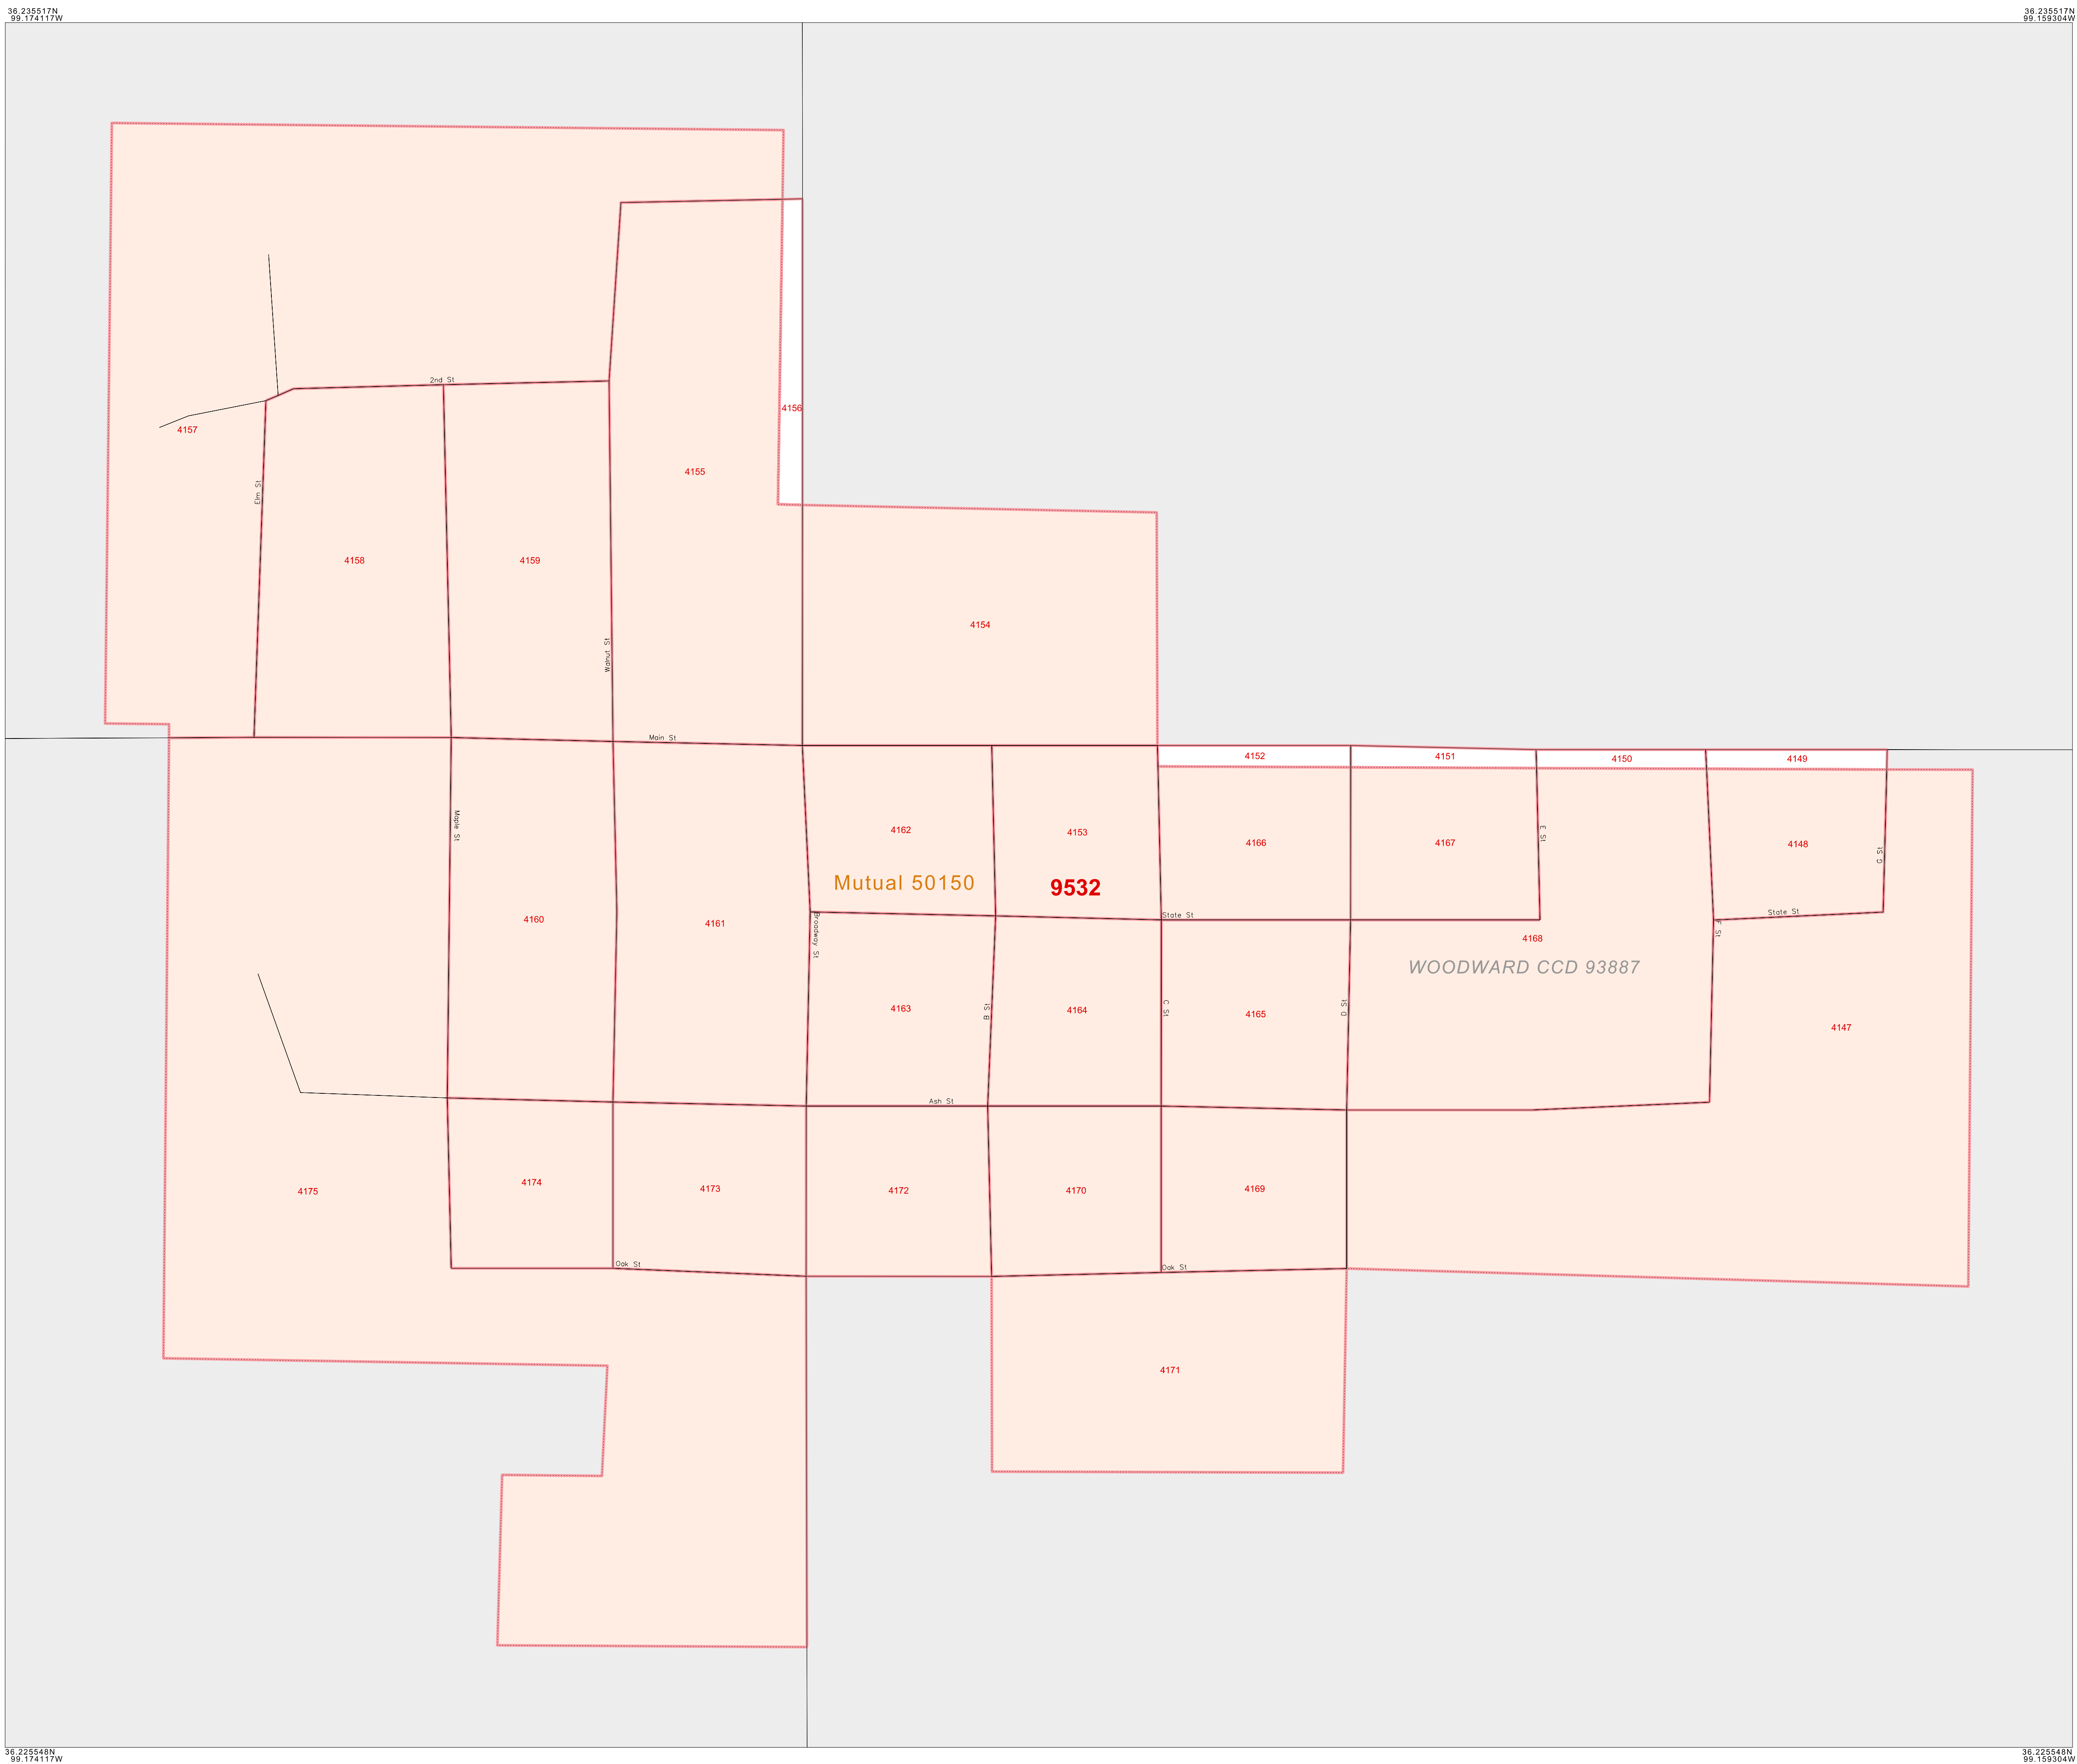 36.235517N
99.174117W
36.235517N
99.159304W
2nd St
4156
4157
4155
Elm St
4158
4159
4154
Walnut St
Main St
4152
4151
4150
4149
Maple St
4162
4153
4166
4167
E St
4148
G St
Mutual 50150
9532
4160
4161
Broadway St
State St
State St
F St
4168
WOODWARD CCD 93887
4163
B St
4164
C St
4165
D St
4147
Ash St
4175
4174
4173
4172
4170
4169
Oak St
Oak St
4171
36.225548N
99.174117W
36.225548N
99.159304W